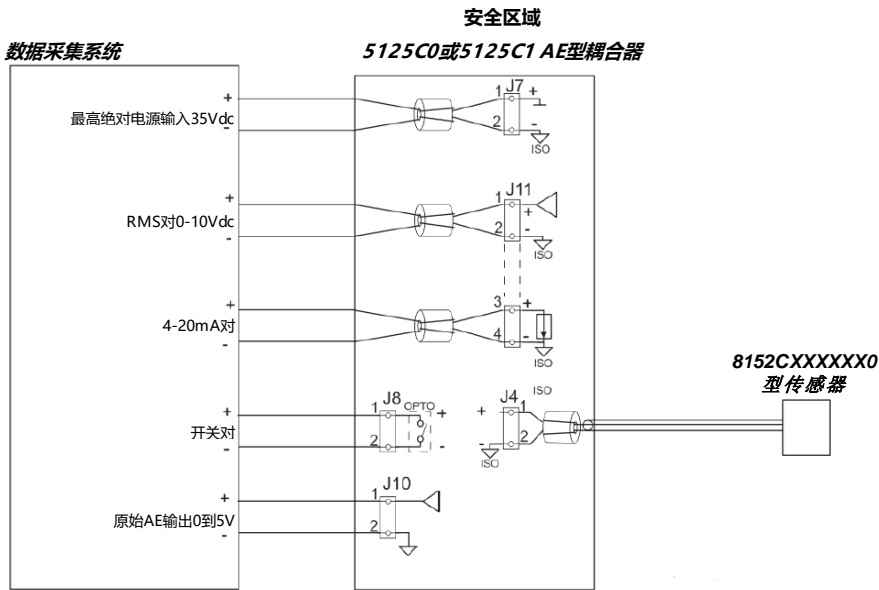 安全区域
数据采集系统
5125C0或5125C1 AE型耦合器
+
最高绝对电源输入35Vdc
-
1 J7 +
2 -
ISO
+
RMS对0-10Vdc
-
J11
1
+
2 -
ISO
+
4-20mA对
-
3 +
4 -
ISO
8152CXXXXXX0
型传感器
+
开关对
-
J8
1 OPTO +
2 -
ISO
J4
+ 1
- 2
ISO
+
原始AE输出0到5V
-
J10
1
2